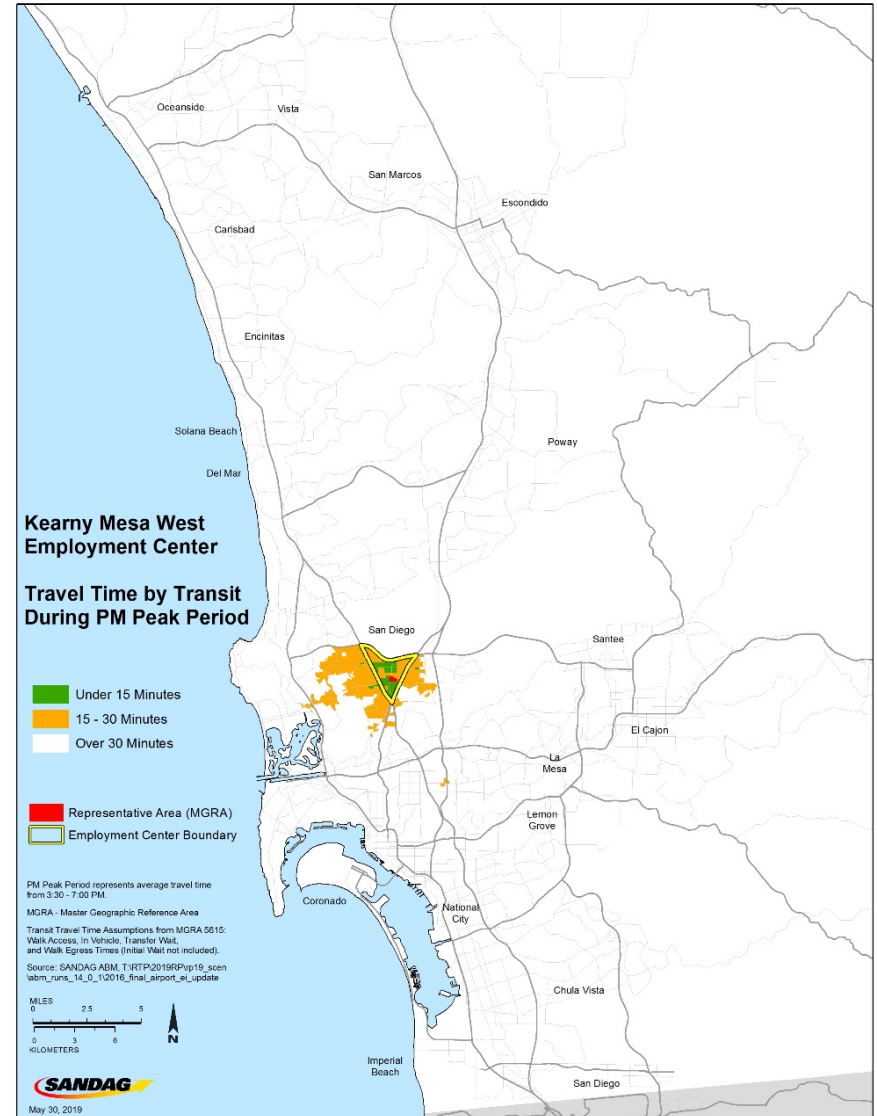 Oceanside
Vista
San Marcos
Escondido
Carlsbad
Encinitas
Solana Beach
Poway
Del Mar
Kearny Mesa West
Employment Center
Travel Time by Transit
During PM Peak Period
San Diego
Santee
Under 15 Minutes
15 - 30 Minutes
Over 30 Minutes
El Cajon
La
Mesa
Representative Area (MGRA)
Employment Center Boundary
Lemon
Grove
PM Peak Period represents average travel time
from 3:30 - 7:00 PM.
MGRA - Master Geographic Reference Area
Transit Travel Time Assumptions from MGRA 5615:
Walk Access, In Vehicle, Transfer Wait,
and Walk Egress Times (Initial Wait not included).
Source: SANDAG ABM, T:\RTP\2019RP\rp19_scen
\abm_runs_14_0_1\2016_final_airport_ei_update
Coronado
National
City
Chula Vista
MILES
0 2.5 5
0 3 6
KILOMETERS
N
Imperial
Beach
San Diego
SANDAG
May 30, 2019